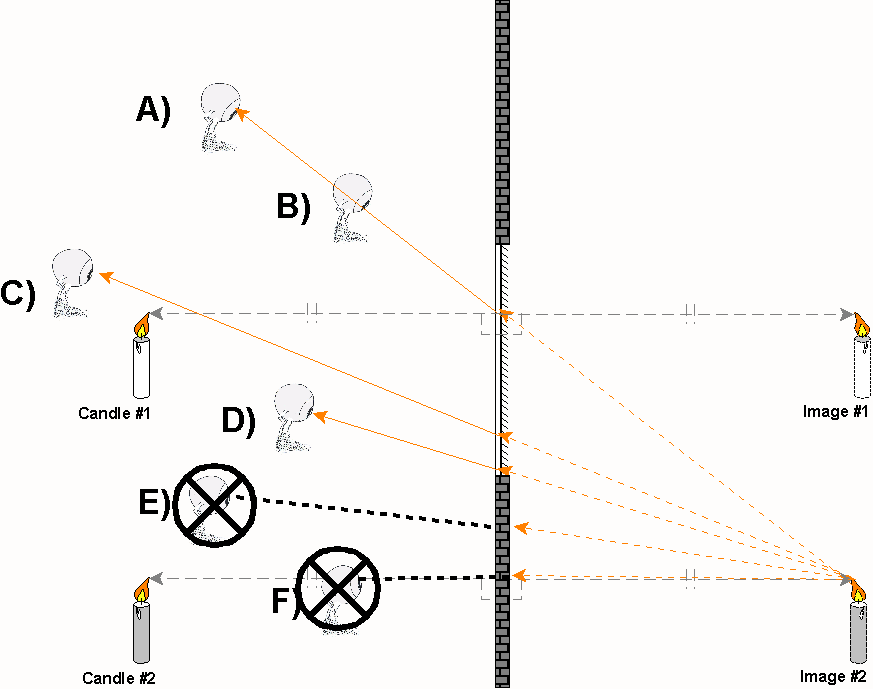 A)
B)
C)
Candle #1
Image #1
D)
E)
F)
Candle #2
Image #2